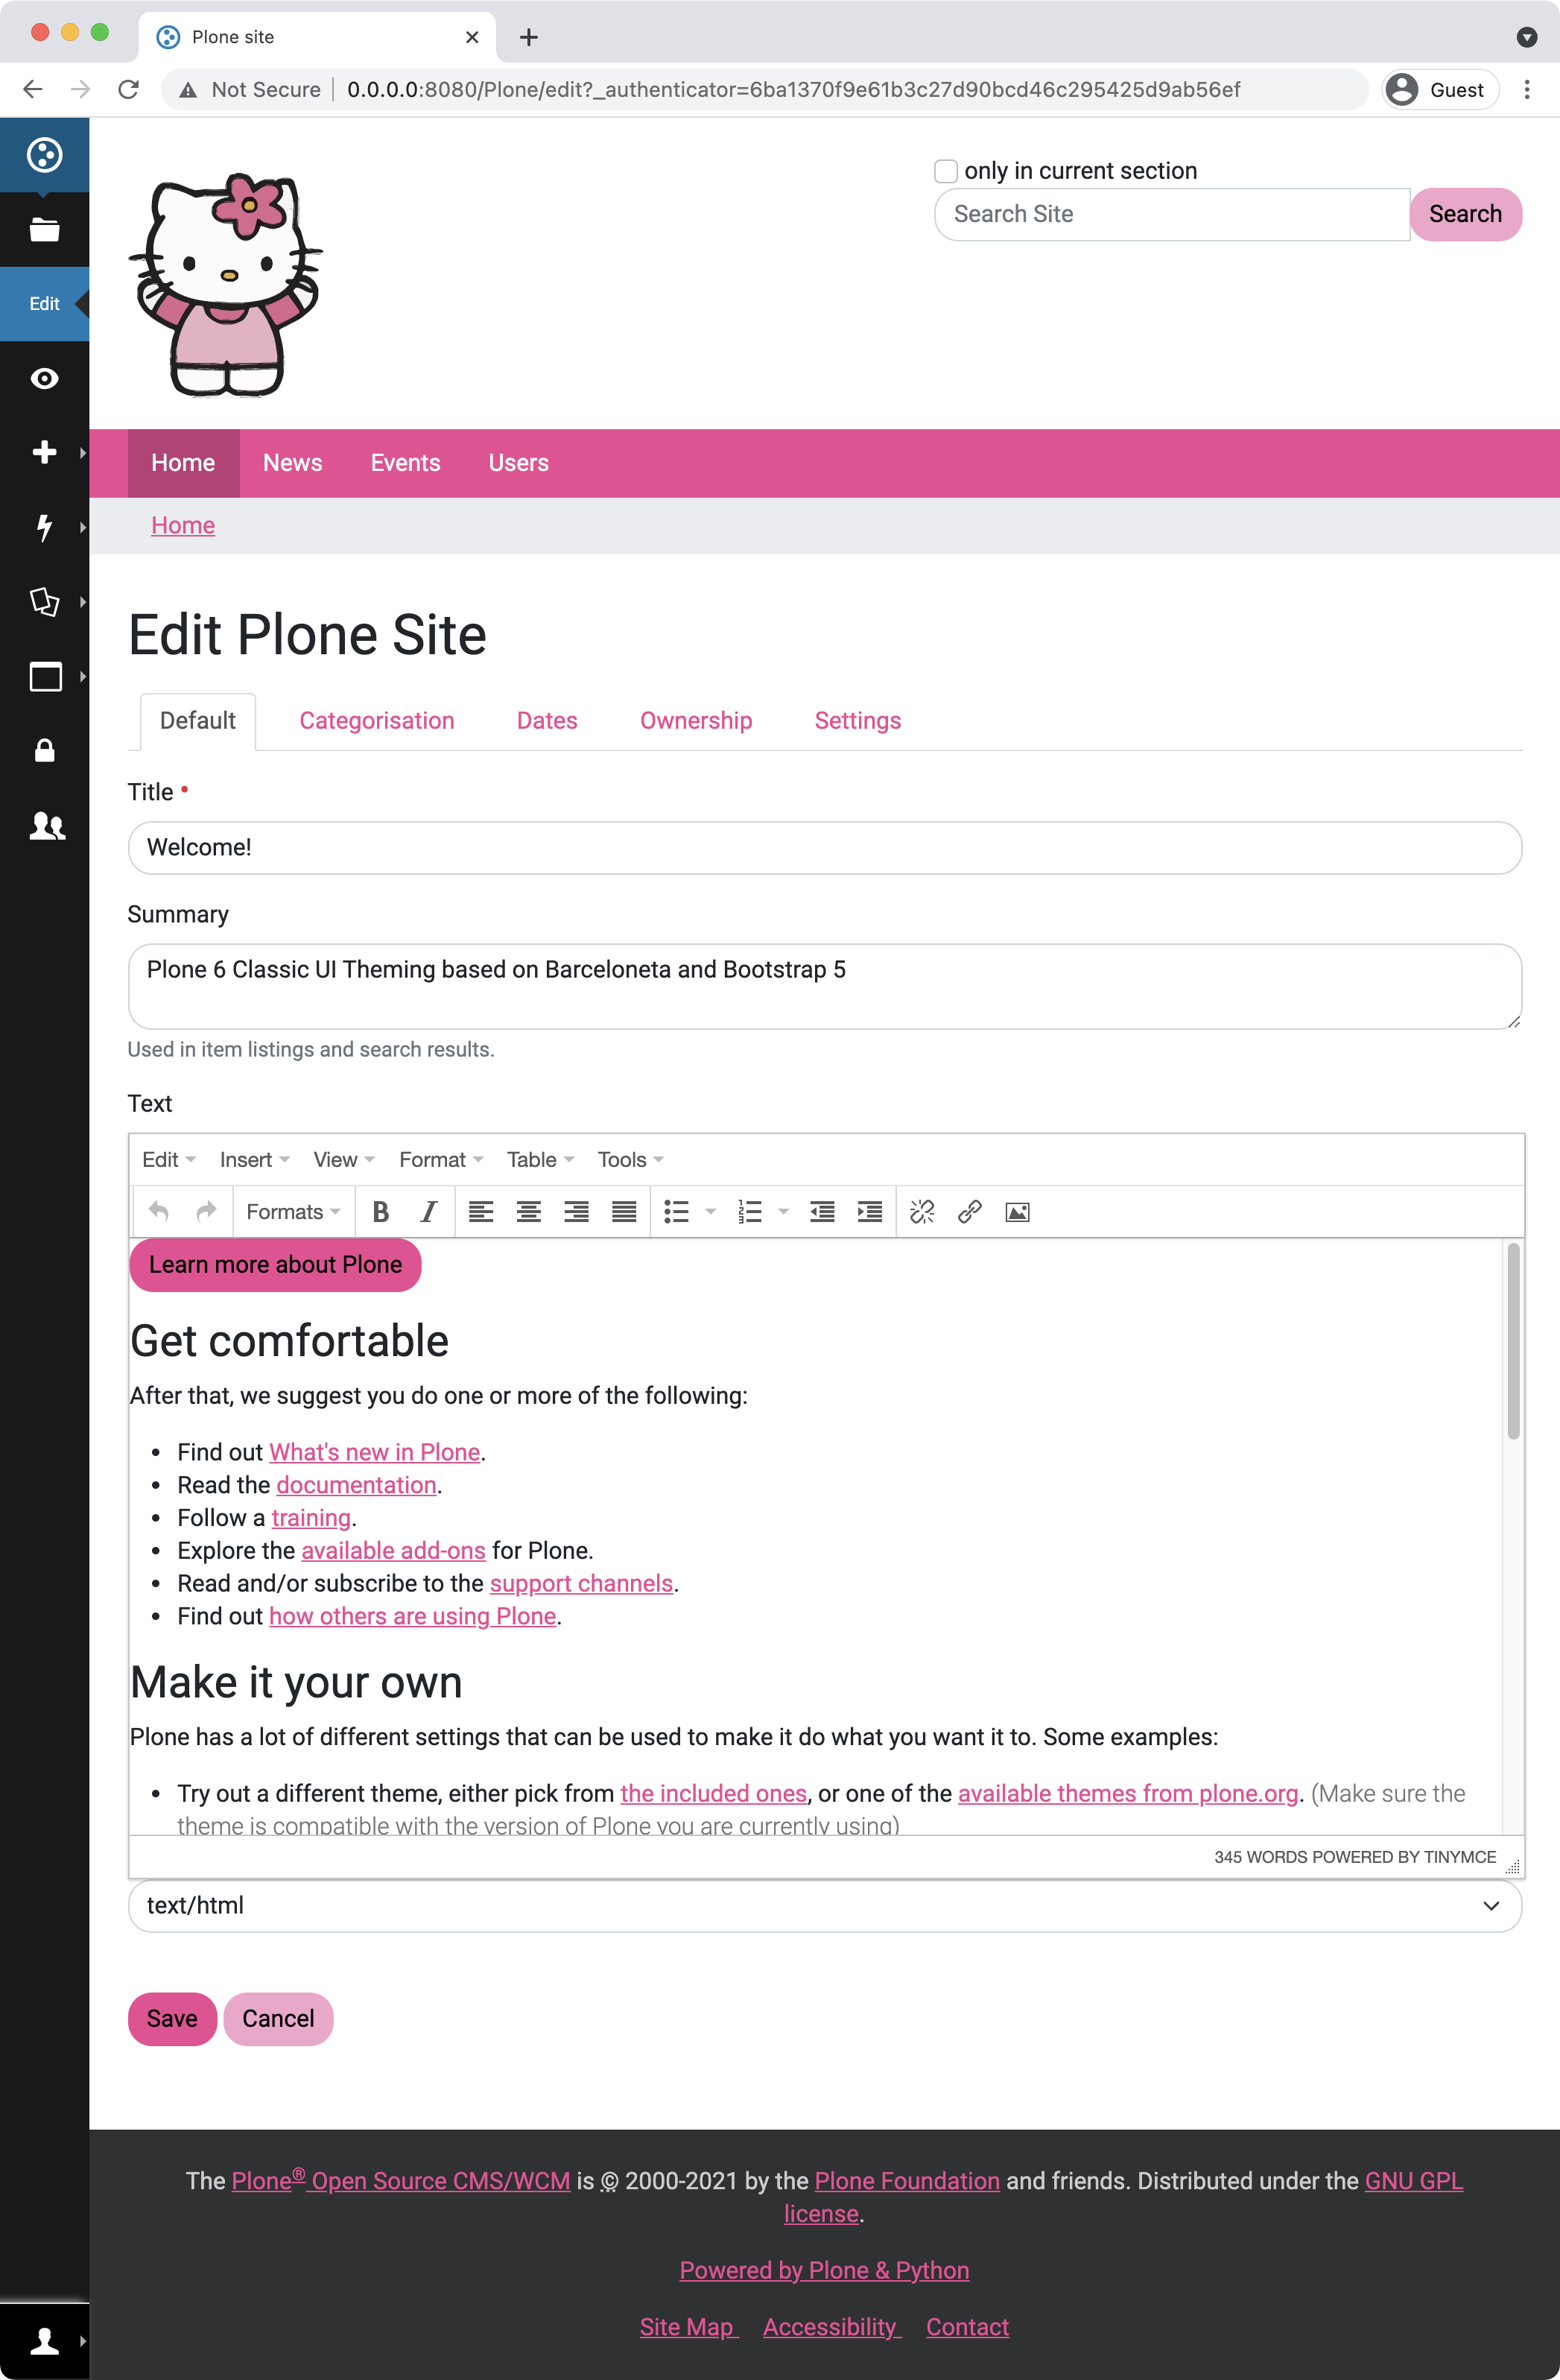 Plone site
Not Secure 0.0.0.0:8080/Plone/edit?_authenticator=6ba1370f9e61b3c27d90bcd46c295425d9ab56ef Guest
only in current section
Search Site Search
Edit
Home News Events Users
Home
Edit Plone Site
Default Categorisation Dates Ownership Settings
Title •
Welcome!
Summary
Plone 6 Classic UI Theming based on Barceloneta and Bootstrap 5
Used in item listings and search results.
Text
Edit Insert View Format Table Tools
Formats B I
Learn more about Plone
Get comfortable
After that, we suggest you do one or more of the following:
• Find out What's new in Plone.
• Read the documentation.
• Follow a training.
• Explore the available add-ons for Plone.
• Read and/or subscribe to the support channels.
• Find out how others are using Plone.
Make it your own
Plone has a lot of different settings that can be used to make it do what you want it to. Some examples:
• Try out a different theme, either pick from the included ones, or one of the available themes from plone.org. (Make sure the
theme is compatible with the version of Plone you are currently using)
345 WORDS POWERED BY TINYMCE
text/html
Save Cancel
The Plone® Open Source CMS/WCM is © 2000-2021 by the Plone Foundation and friends. Distributed under the GNU GPL
license.
Powered by Plone & Python
Site Map Accessibility Contact